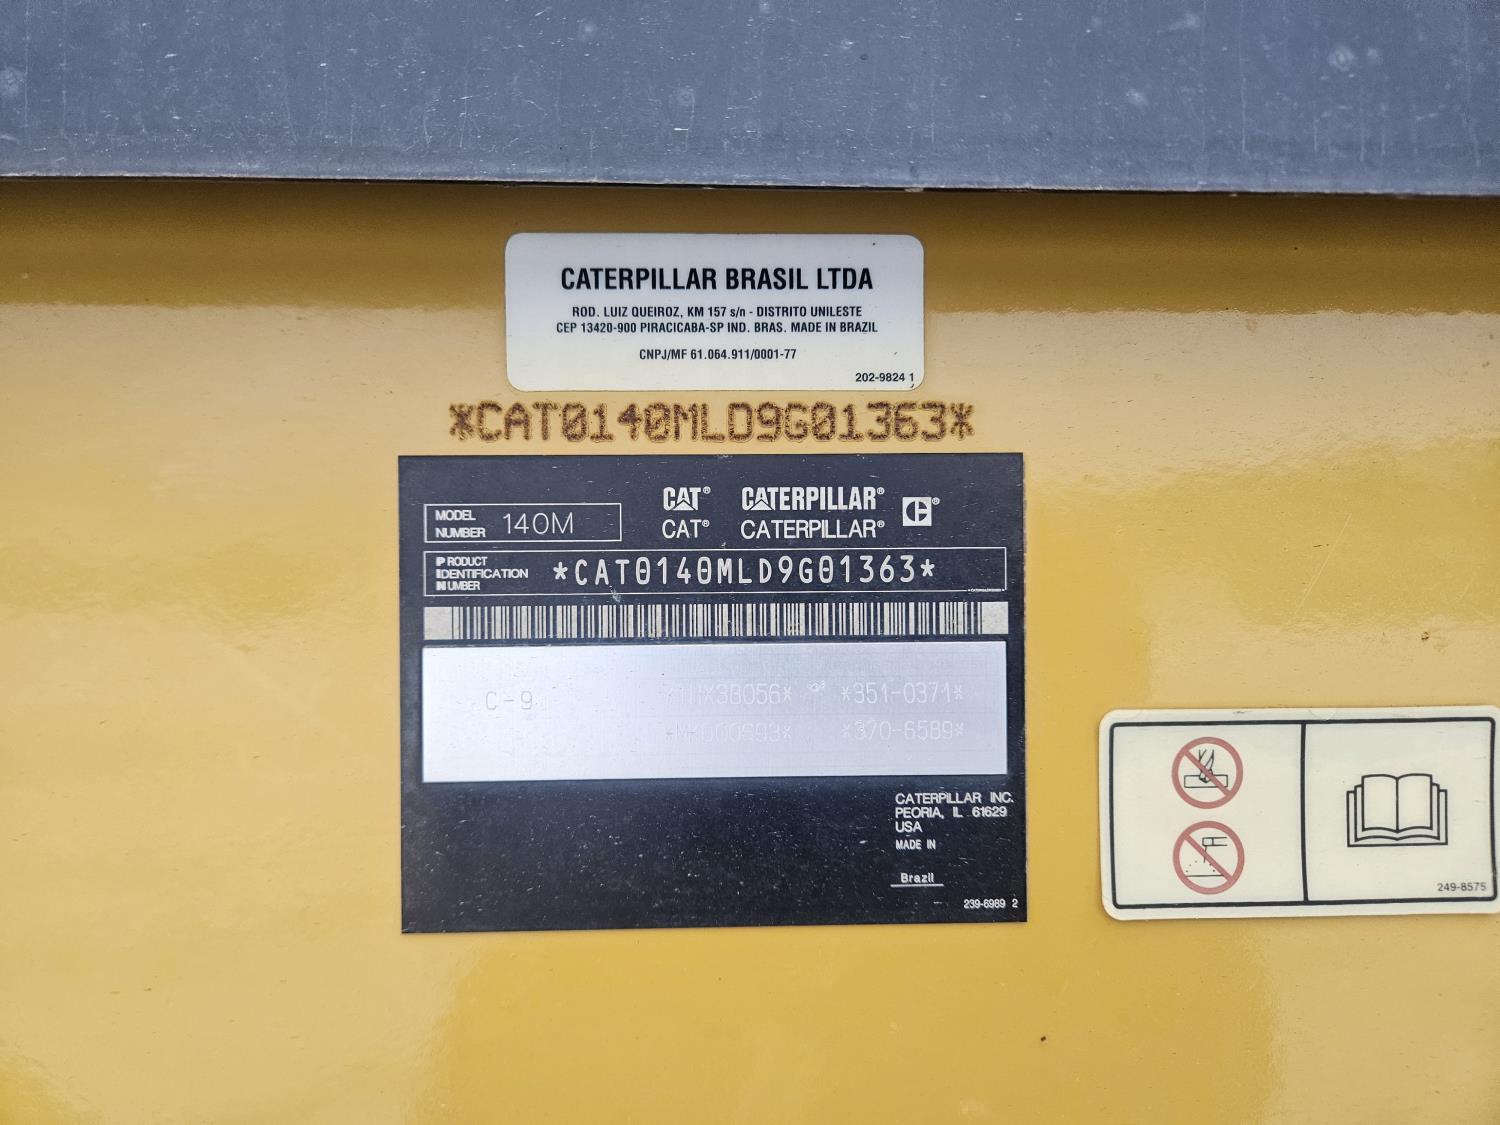 CATERPILLAR BRASIL LTDA
ROD. LUIZ QUEIROZ, KM 157 s/n - DISTRITO UNILESTE
CEP 13420-900 PIRACICABA-SP IND. BRAS. MADE IN BRAZIL
CNPJ/MF 61.064.911/0001-77
202-9824 1
*CAT0140MLD9G01363*
CAT® CATERPILLAR®
MODEL NUMBER 140M
CAT® CATERPILLAR®
PRODUCT IDENTIFICATION NUMBER *CAT0140MLD9G01363*
C-9 *351-0371*
*370-6589*
CATERPILLAR INC.
PEORIA, IL 61629
USA
MADE IN
Brazil
239-6989 2
249-8575